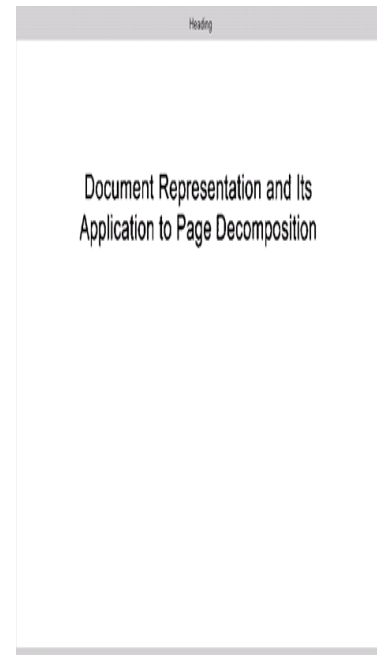 Heading
Document Representation and Its
Application to Page Decomposition